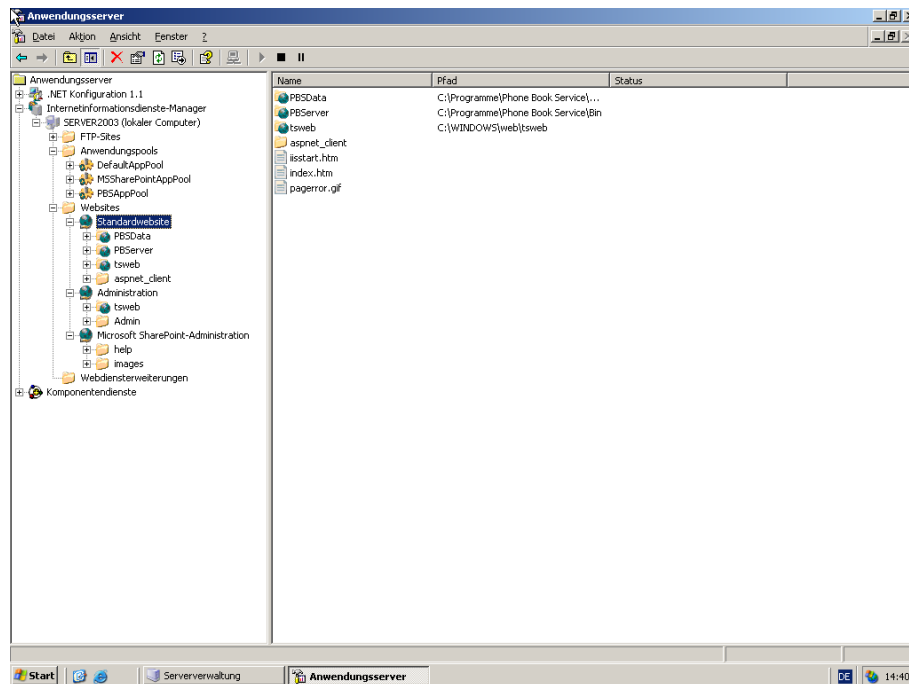 Anwendungsserver
Datei Aktion Ansicht Fenster ?
Anwendungsserver
.NET Konfiguration 1.1
Internetinformationsdienste-Manager
SERVER2003 (lokaler Computer)
FTP-Sites
Anwendungspools
DefaultAppPool
MSSharePointAppPool
PBSAppPool
Websites
Standardwebsite
PBSData
PBServer
tsweb
aspnet_client
Administration
tsweb
Admin
Microsoft SharePoint-Administration
help
images
Webdiensterweiterungen
Komponentendienste
Name Pfad Status
PBSData C:\Programme\Phone Book Service\...
PBServer C:\Programme\Phone Book Service\Bin
tsweb C:\WINDOWS\web\tsweb
aspnet_client
iisstart.htm
index.htm
pagerror.gif
Start Serververwaltung Anwendungsserver DE 14:40